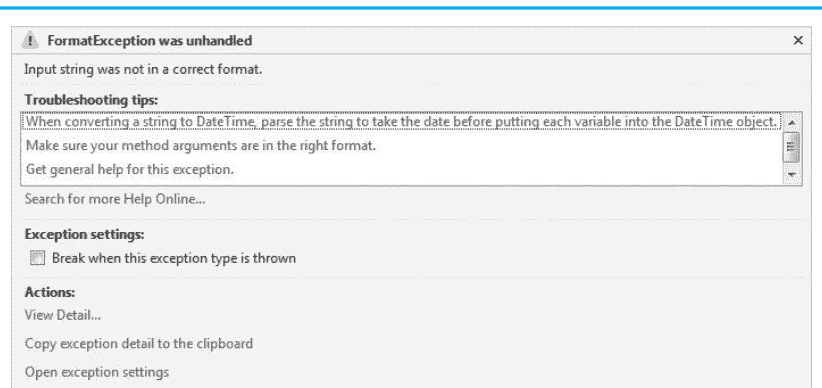 FormatException was unhandled
Input string was not in a correct format.
Troubleshooting tips:
When converting a string to DateTime, parse the string to take the date before putting each variable into the DateTime object.
Make sure your method arguments are in the right format.
Get general help for this exception.
Search for more Help Online...
Exception settings:
Break when this exception type is thrown
Actions:
View Detail...
Copy exception detail to the clipboard
Open exception settings